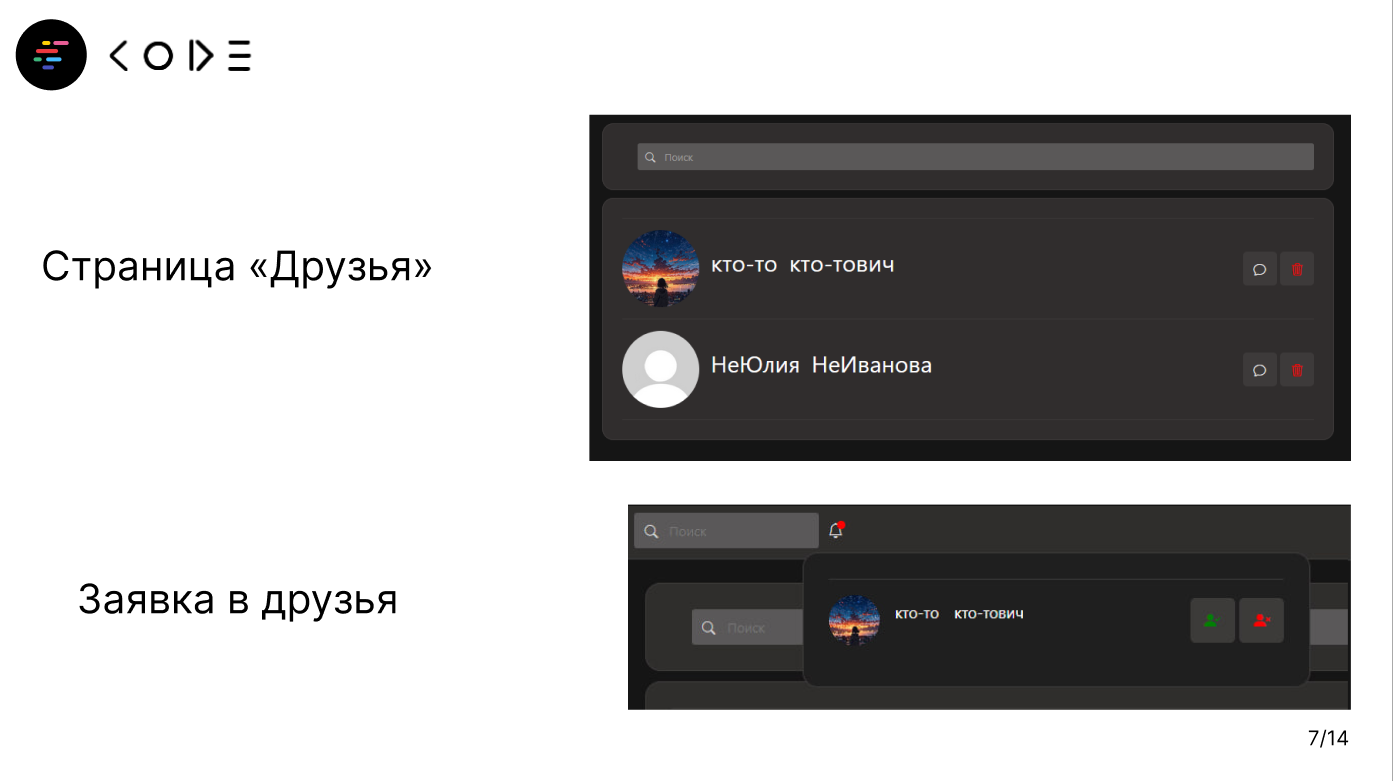 < O D E
Поиск
Страница «Друзья»
кто-то кто-тович
НеЮлия НеИванова
Поиск
Заявка в друзья
кто-то кто-тович
Поиск
7/14